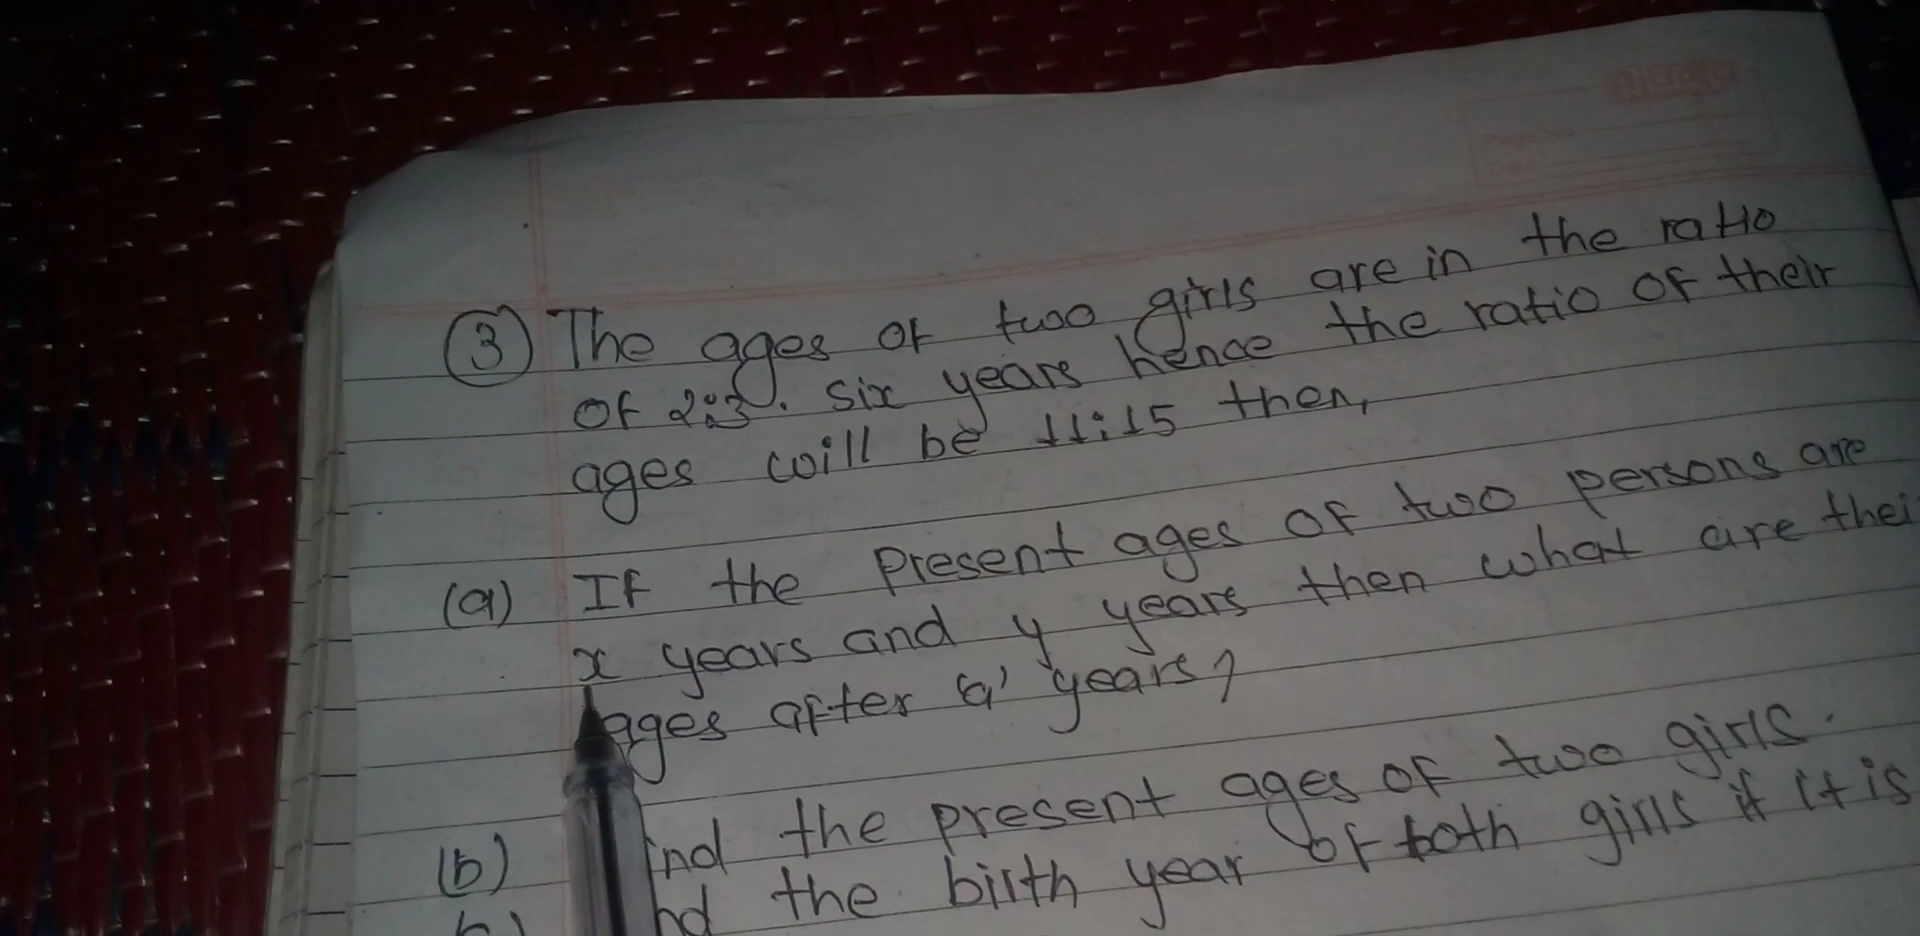 ③ The ages of two girls are in the ratio
of 2:3. six years hence the ratio of their
ages will be 11:15 then,
(a) If the present ages of two persons are
x years and y years then what are thei
ages after 'a' years?
(b) ind the present ages of two girls.
nd the birth year of both girls if it is